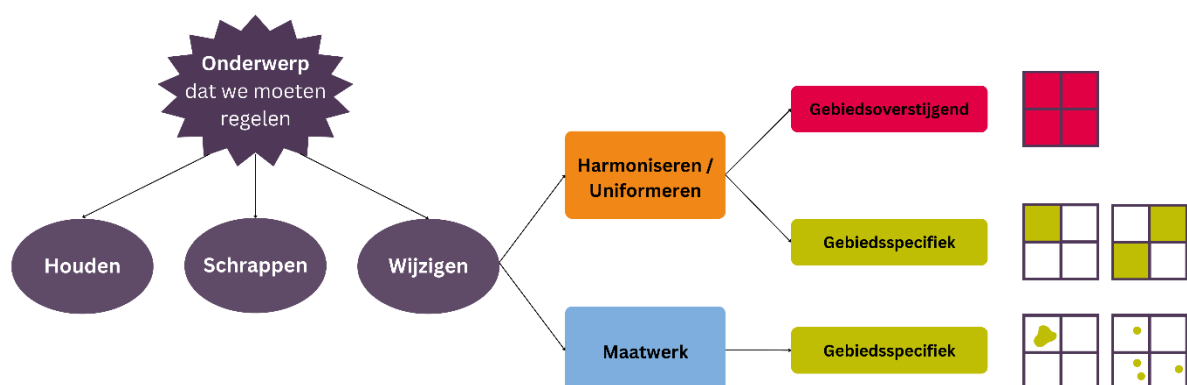 Onderwerp
dat we moeten
regelen
Houden
Schrappen
Wijzigen
Harmoniseren /
Uniformeren
Maatwerk
Gebiedsoverstijgend
Gebiedsspecifiek
Gebiedsspecifiek